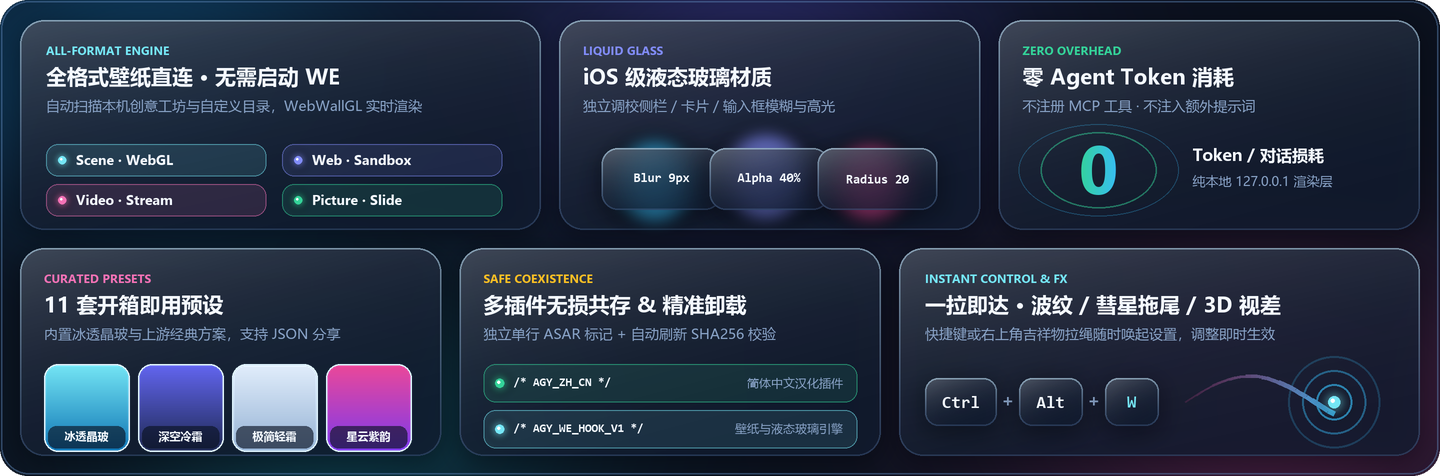 ALL-FORMAT ENGINE
全格式壁纸直连 · 无需启动 WE
自动扫描本机创意工坊与自定义目录，WebWallGL 实时渲染
Scene · WebGL
Web · Sandbox
Video · Stream
Picture · Slide
LIQUID GLASS
iOS 级液态玻璃材质
独立调校侧栏 / 卡片 / 输入框模糊与高光
Blur 9px
Alpha 40%
Radius 20
ZERO OVERHEAD
零 Agent Token 消耗
不注册 MCP 工具 · 不注入额外提示词
0
Token / 对话损耗
纯本地 127.0.0.1 渲染层
CURATED PRESETS
11 套开箱即用预设
内置冰透晶玻与上游经典方案，支持 JSON 分享
冰透晶玻
深空冷霜
极简轻霜
星云紫韵
SAFE COEXISTENCE
多插件无损共存 & 精准卸载
独立单行 ASAR 标记 + 自动刷新 SHA256 校验
/* AGY_ZH_CN */
简体中文汉化插件
/* AGY_WE_HOOK_V1 */
壁纸与液态玻璃引擎
INSTANT CONTROL & FX
一拉即达 · 波纹 / 彗星拖尾 / 3D 视差
快捷键或右上角吉祥物拉绳随时唤起设置，调整即时生效
Ctrl + Alt + W